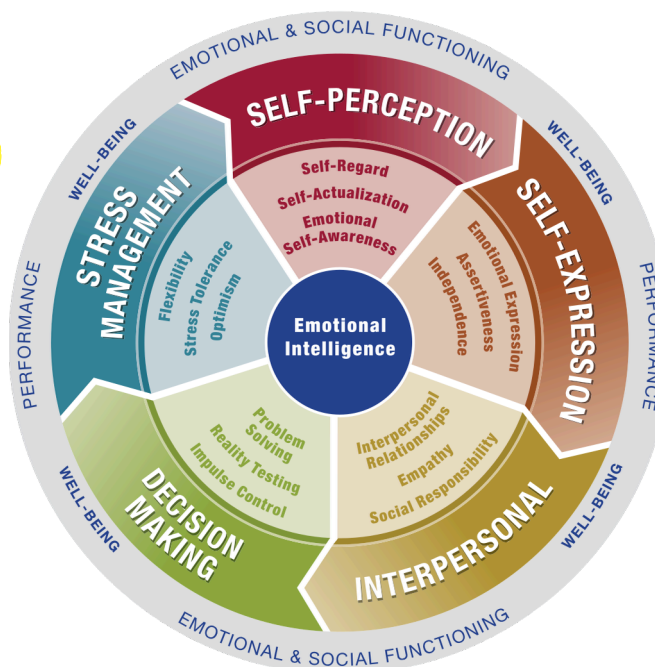 EMOTIONAL & SOCIAL FUNCTIONING
WELL-BEING
WELL-BEING
PERFORMANCE
PERFORMANCE
WELL-BEING
WELL-BEING
EMOTIONAL & SOCIAL FUNCTIONING
SELF-PERCEPTION
Self-Regard
Self-Actualization
Emotional
Self-Awareness
SELF-EXPRESSION
Emotional Expression
Assertiveness
Independence
INTERPERSONAL
Interpersonal
Relationships
Empathy
Social Responsibility
DECISION
MAKING
Problem
Solving
Reality Testing
Impulse Control
STRESS
MANAGEMENT
Flexibility
Stress Tolerance
Optimism
Emotional
Intelligence